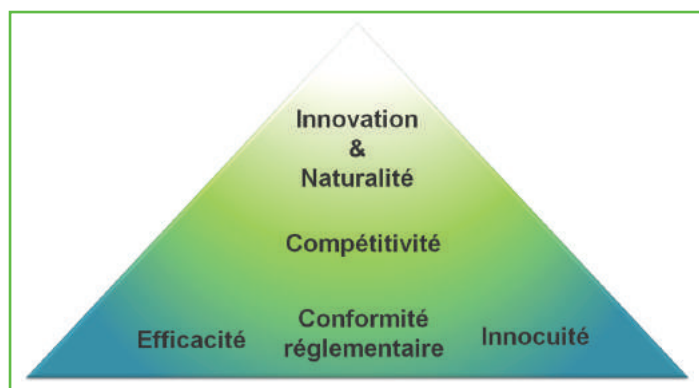 Innovation
&
Naturalité
Compétitivité
Efficacité
Conformité
réglementaire
Innocuité